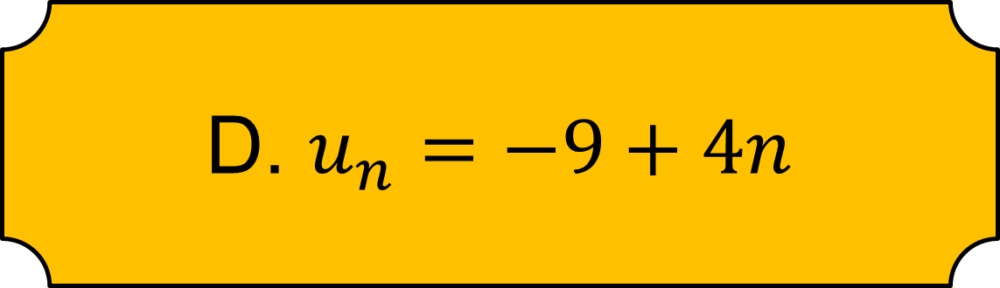 D. uₙ = −9 + 4n